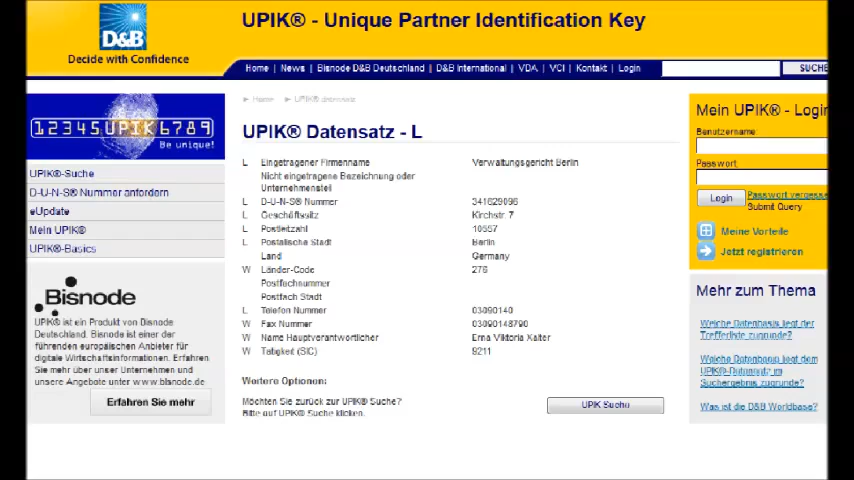 UPIK® - Unique Partner Identification Key
D&B
Decide with Confidence
Home | News | Bisnode D&B Deutschland | D&B International | VDA | VCI | Kontakt | Login
SUCHE
12345UPIK6789
Be unique!
UPIK®-Suche
D-U-N-S® Nummer anfordern
eUpdate
Mein UPIK®
UPIK®-Basics
Bisnode
UPIK® ist ein Produkt von Bisnode
Deutschland. Bisnode ist einer der
führenden europäischen Anbieter für
digitale Wirtschaftsinformationen. Erfahren
Sie mehr über unser Unternehmen und
unsere Angebote unter www.bisnode.de
Erfahren Sie mehr
Home UPIK® datensatz
UPIK® Datensatz - L
L Eingetragener Firmenname Verwaltungsgericht Berlin
Nicht eingetragene Bezeichnung oder
Unternehmensteil
L D-U-N-S® Nummer 341629096
L Geschäftssitz Kirchstr. 7
L Postleitzahl 10557
L Postalische Stadt Berlin
Land Germany
W Länder-Code 276
Postfachnummer
Postfach Stadt
L Telefon Nummer 03090140
W Fax Nummer 03090148790
W Name Hauptverantwortlicher Erna Viktoria Xalter
W Tätigkeit (SIC) 9211
Weitere Optionen:
Möchten Sie zurück zur UPIK® Suche?
Bitte auf UPIK® Suche klicken.
UPIK Suche
Mein UPIK® - Login
Benutzername:
Passwort:
Login
Passwort vergesse
Submit Query
Meine Vorteile
Jetzt registrieren
Mehr zum Thema
Welche Datenbasis liegt der
Trefferliste zugrunde?
Welche Datenbasis liegt dem
UPIK®-Datensatz im
Suchergebnis zugrunde?
Was ist die D&B Worldbase?